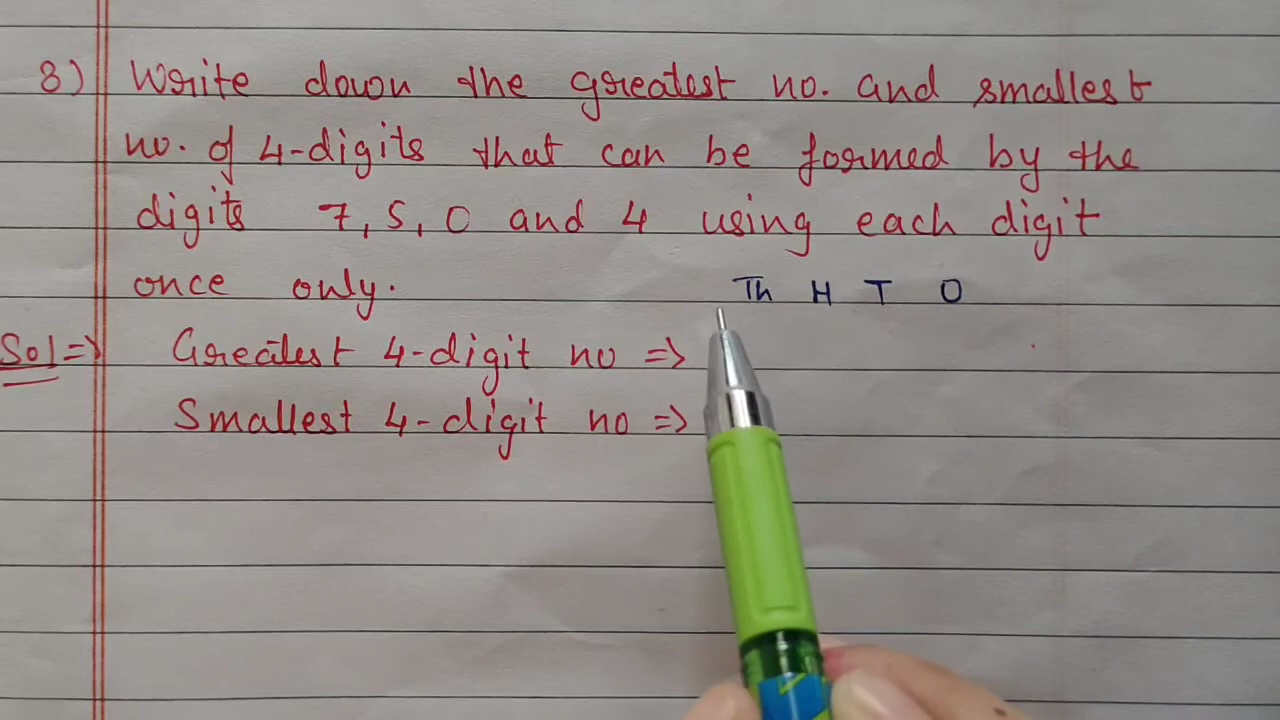 8) Write down the greatest no. and smallest
no. of 4-digits that can be formed by the
digits 7, 5, 0 and 4 using each digit
once only.
Th H T O
Sol => Greatest 4-digit no =>
Smallest 4-digit no =>